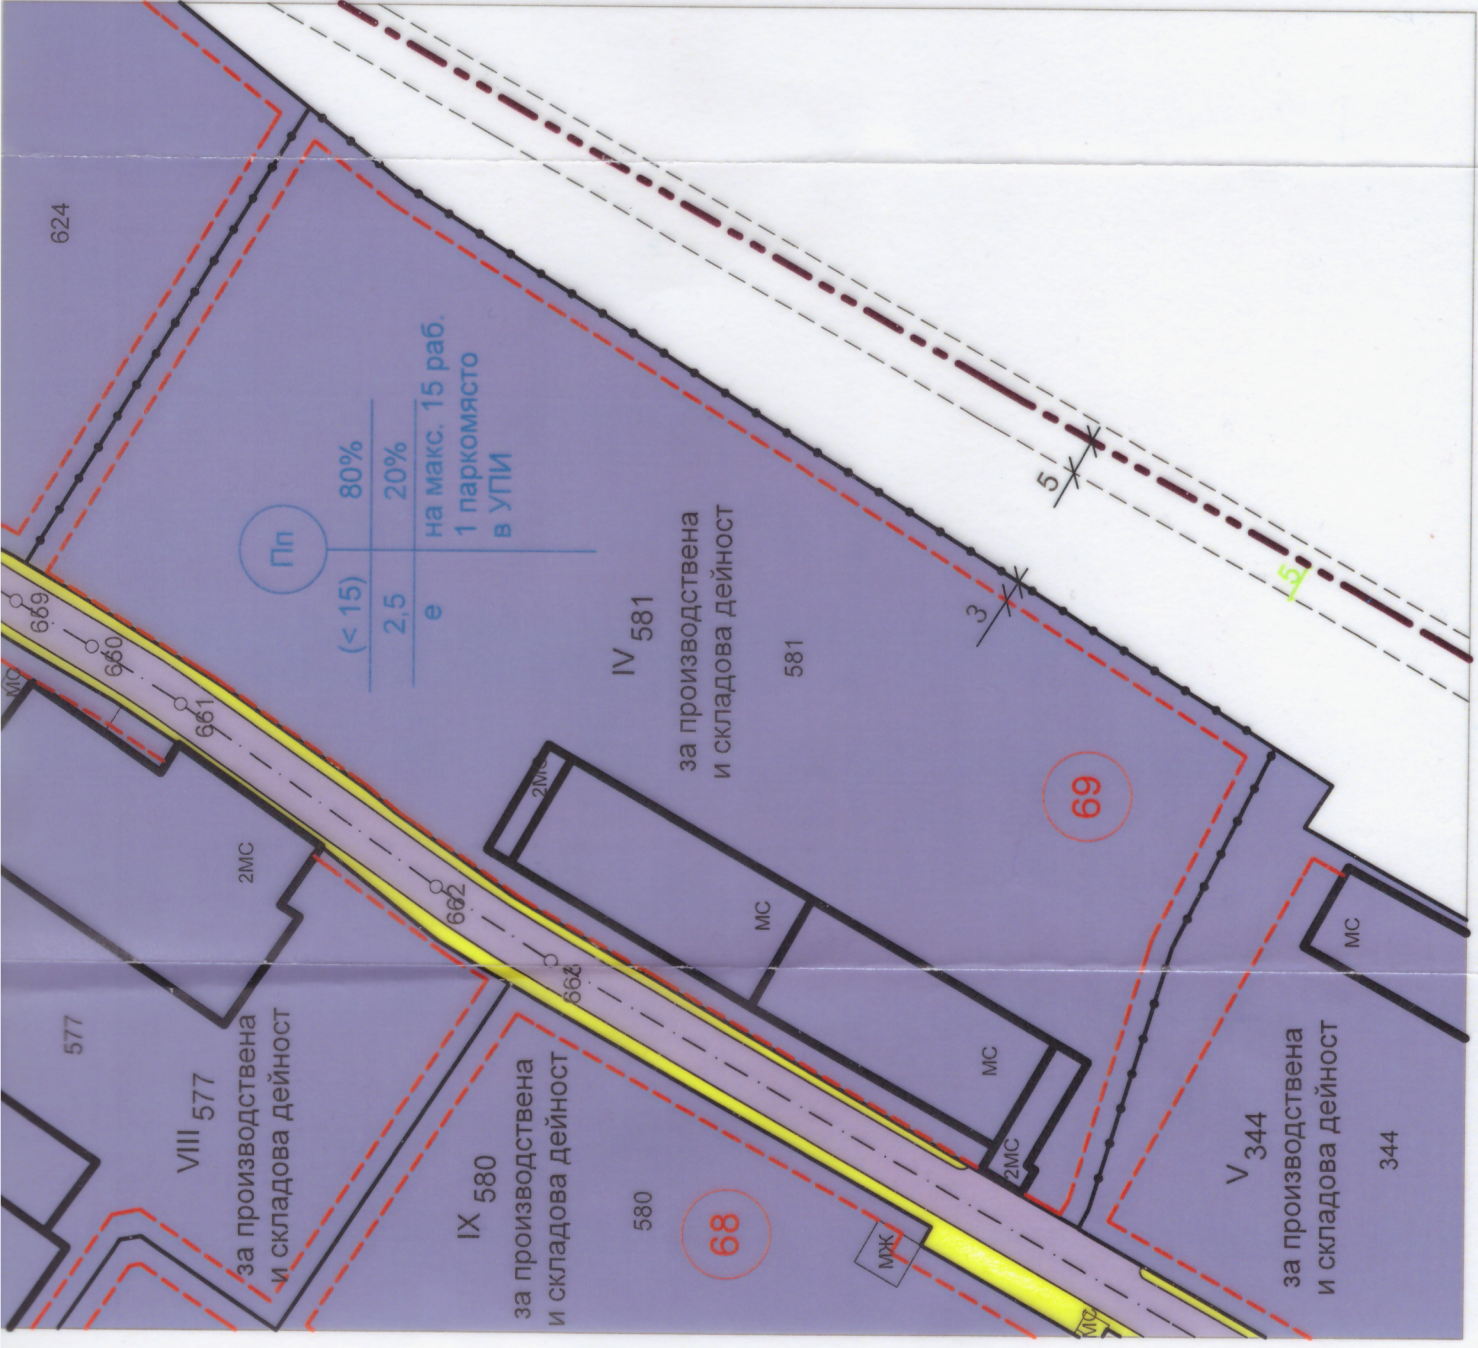 624
Пп
(< 15) 80%
2,5 20%
е на макс. 15 раб.
1 паркомясто
в УПИ
659
660
661
662
663
МС
2МС
577
VIII 577
за производствена
и складова дейност
IV 581
за производствена
и складова дейност
581
5
5
3
69
2МС
МС
МС
2МС
IX 580
за производствена
и складова дейност
580
68
МЖ
МС
МС
V 344
за производствена
и складова дейност
344